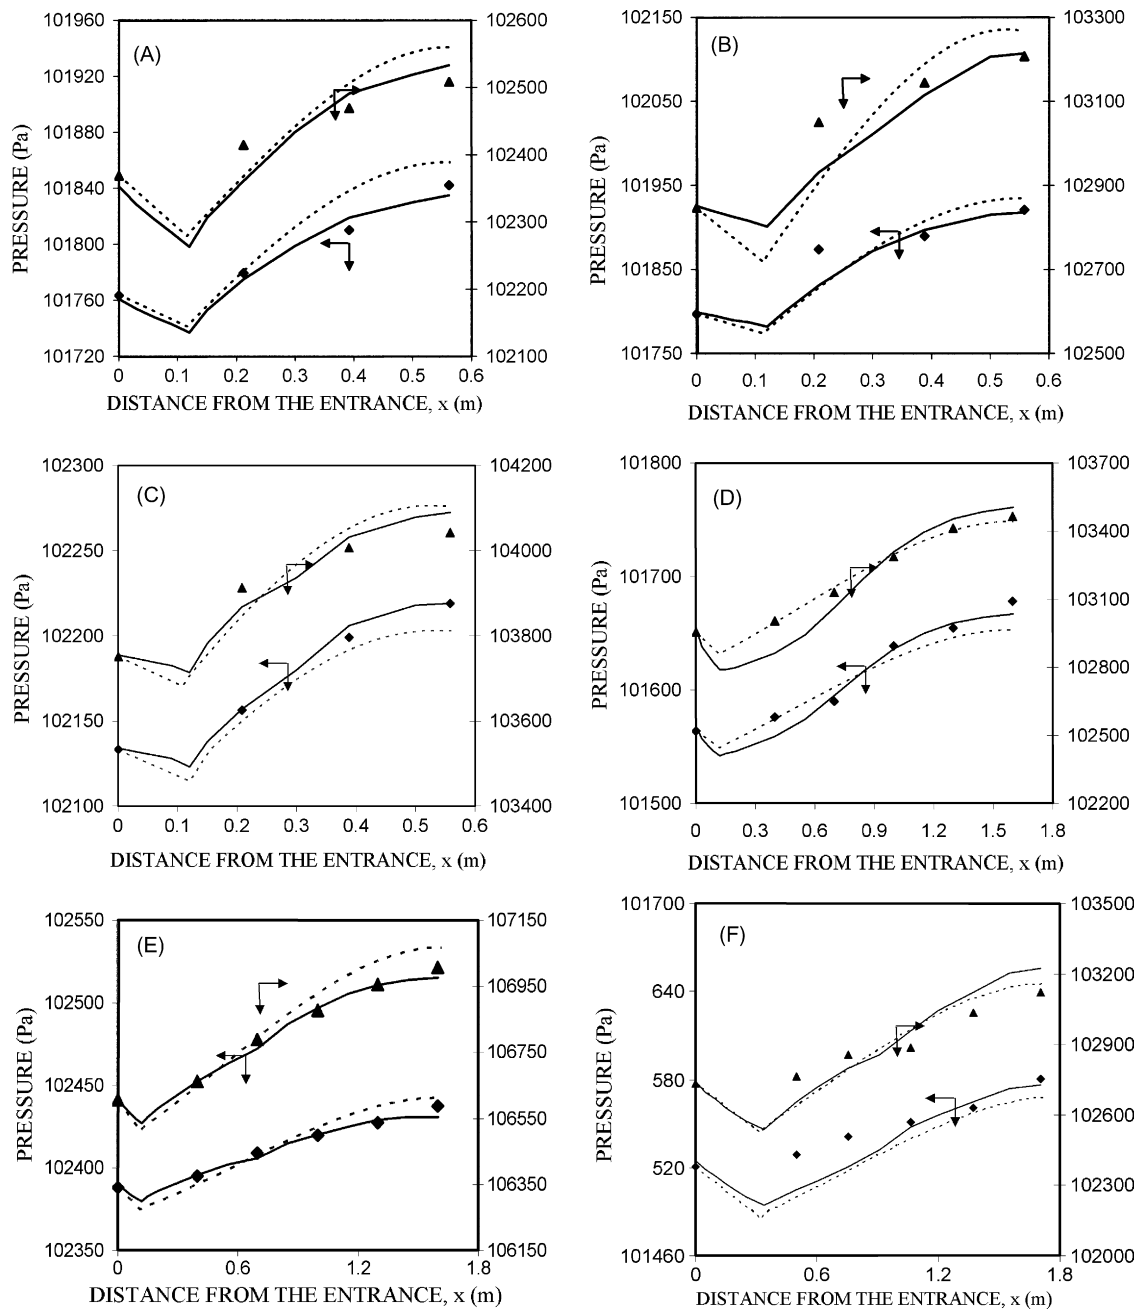 101960
101920
101880
101840
101800
101760
101720
PRESSURE (Pa)
(A)
102600
102500
102400
102300
102200
102100
0 0.1 0.2 0.3 0.4 0.5 0.6
DISTANCE FROM THE ENTRANCE, x (m)
102150
102050
101950
101850
101750
PRESSURE (Pa)
(B)
103300
103100
102900
102700
102500
0 0.1 0.2 0.3 0.4 0.5 0.6
DISTANCE FROM THE ENTRANCE, x (m)
102300
102250
102200
102150
102100
PRESSURE (Pa)
(C)
104200
104000
103800
103600
103400
0 0.1 0.2 0.3 0.4 0.5 0.6
DISTANCE FROM THE ENTRANCE, x (m)
101800
101700
101600
101500
PRESSURE (Pa)
(D)
103700
103400
103100
102800
102500
102200
0 0.3 0.6 0.9 1.2 1.5 1.8
DISTANCE FROM THE ENTRANCE, x (m)
102550
102500
102450
102400
102350
PRESSURE (Pa)
(E)
107150
106950
106750
106550
106350
106150
0 0.6 1.2 1.8
DISTANCE FROM THE ENTRANCE, x (m)
101700
640
580
520
101460
PRESSURE (Pa)
(F)
103500
103200
102900
102600
102300
102000
0 0.6 1.2 1.8
DISTANCE FROM THE ENTRANCE, x (m)